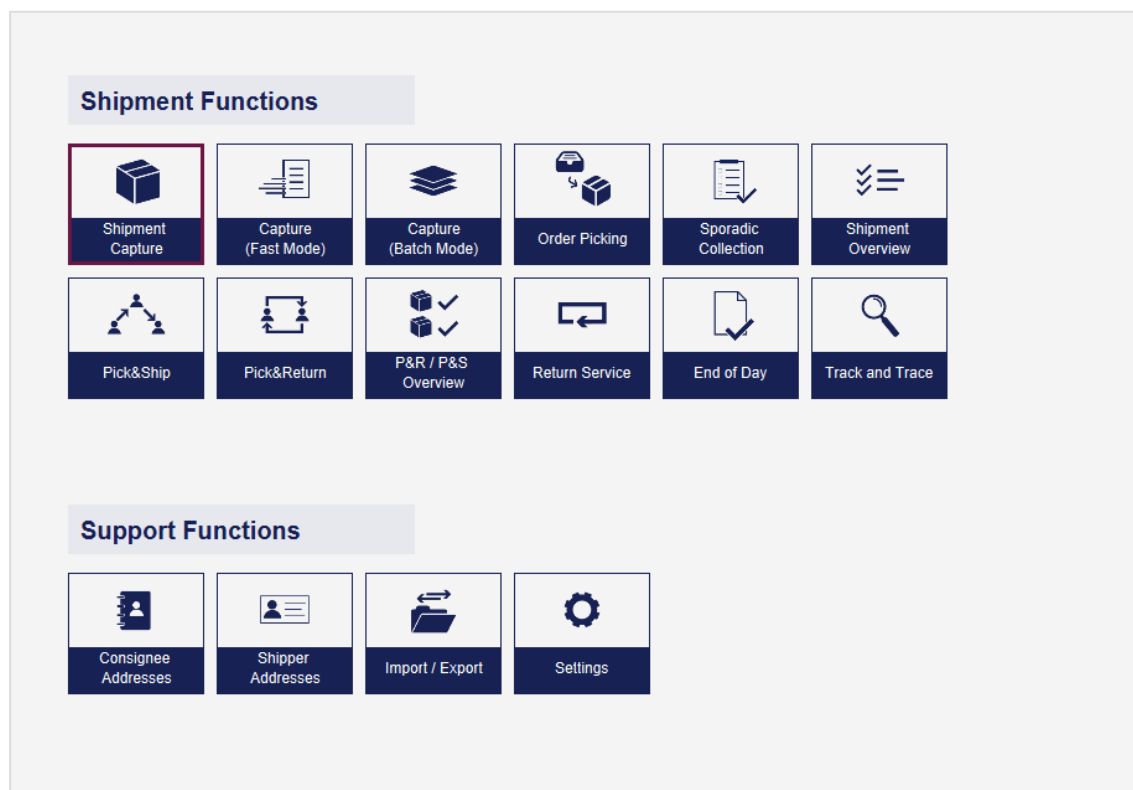 Shipment Functions
Shipment
Capture
Capture
(Fast Mode)
Capture
(Batch Mode)
Order Picking
Sporadic
Collection
Shipment
Overview
Pick&Ship
Pick&Return
P&R / P&S
Overview
Return Service
End of Day
Track and Trace
Support Functions
Consignee
Addresses
Shipper
Addresses
Import / Export
Settings